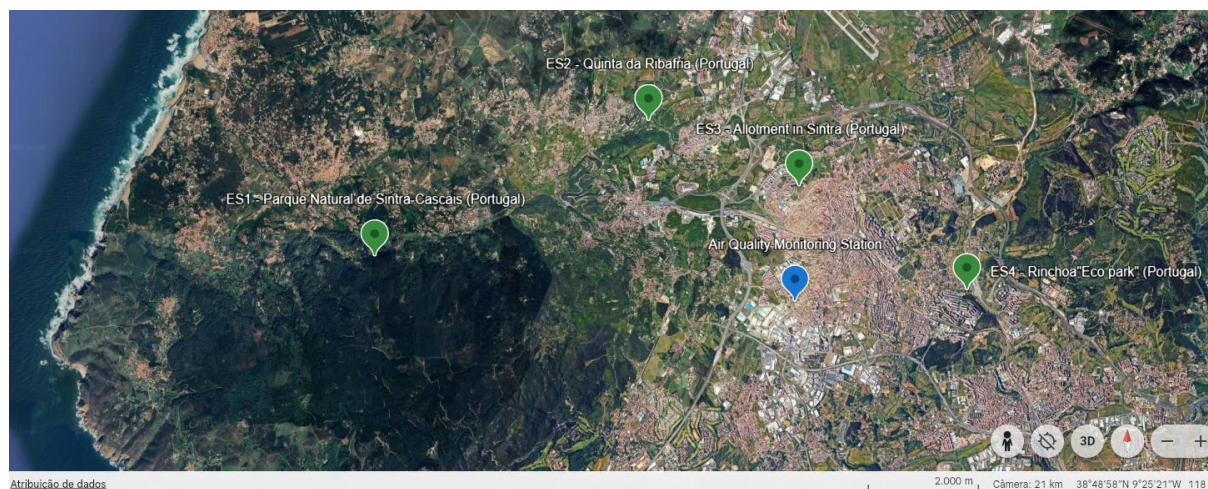 ES2 - Quinta da Ribafria (Portugal)
ES3 - Allotment in Sintra (Portugal)
ES1 - Parque Natural de Sintra-Cascais (Portugal)
Air Quality Monitoring Station
ES4 - Rinchoa"Eco park" (Portugal)
3D
Atribuição de dados
2.000 m
Câmera: 21 km
38°48'58"N 9°25'21"W
118